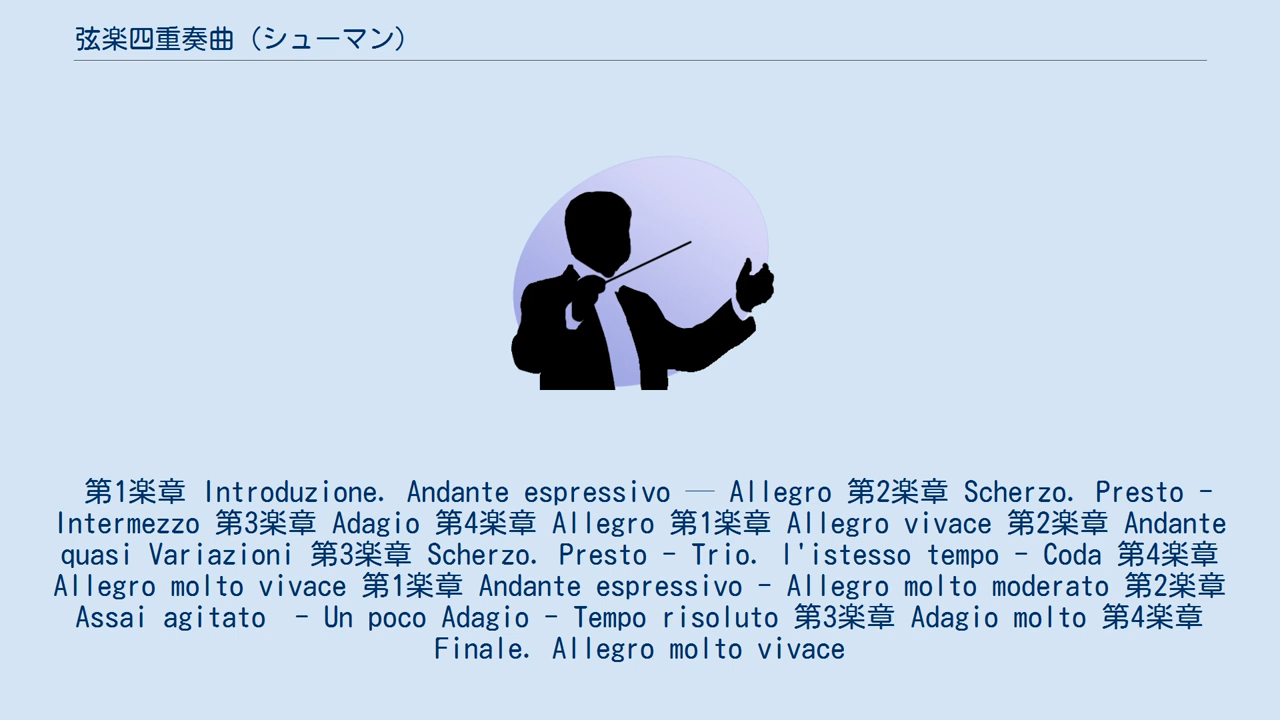 弦楽四重奏曲（シューマン）
第1楽章 Introduzione. Andante espressivo ― Allegro 第2楽章 Scherzo. Presto -
Intermezzo 第3楽章 Adagio 第4楽章 Allegro 第1楽章 Allegro vivace 第2楽章 Andante
quasi Variazioni 第3楽章 Scherzo. Presto - Trio. l'istesso tempo - Coda 第4楽章
Allegro molto vivace 第1楽章 Andante espressivo - Allegro molto moderato 第2楽章
Assai agitato - Un poco Adagio - Tempo risoluto 第3楽章 Adagio molto 第4楽章
Finale. Allegro molto vivace